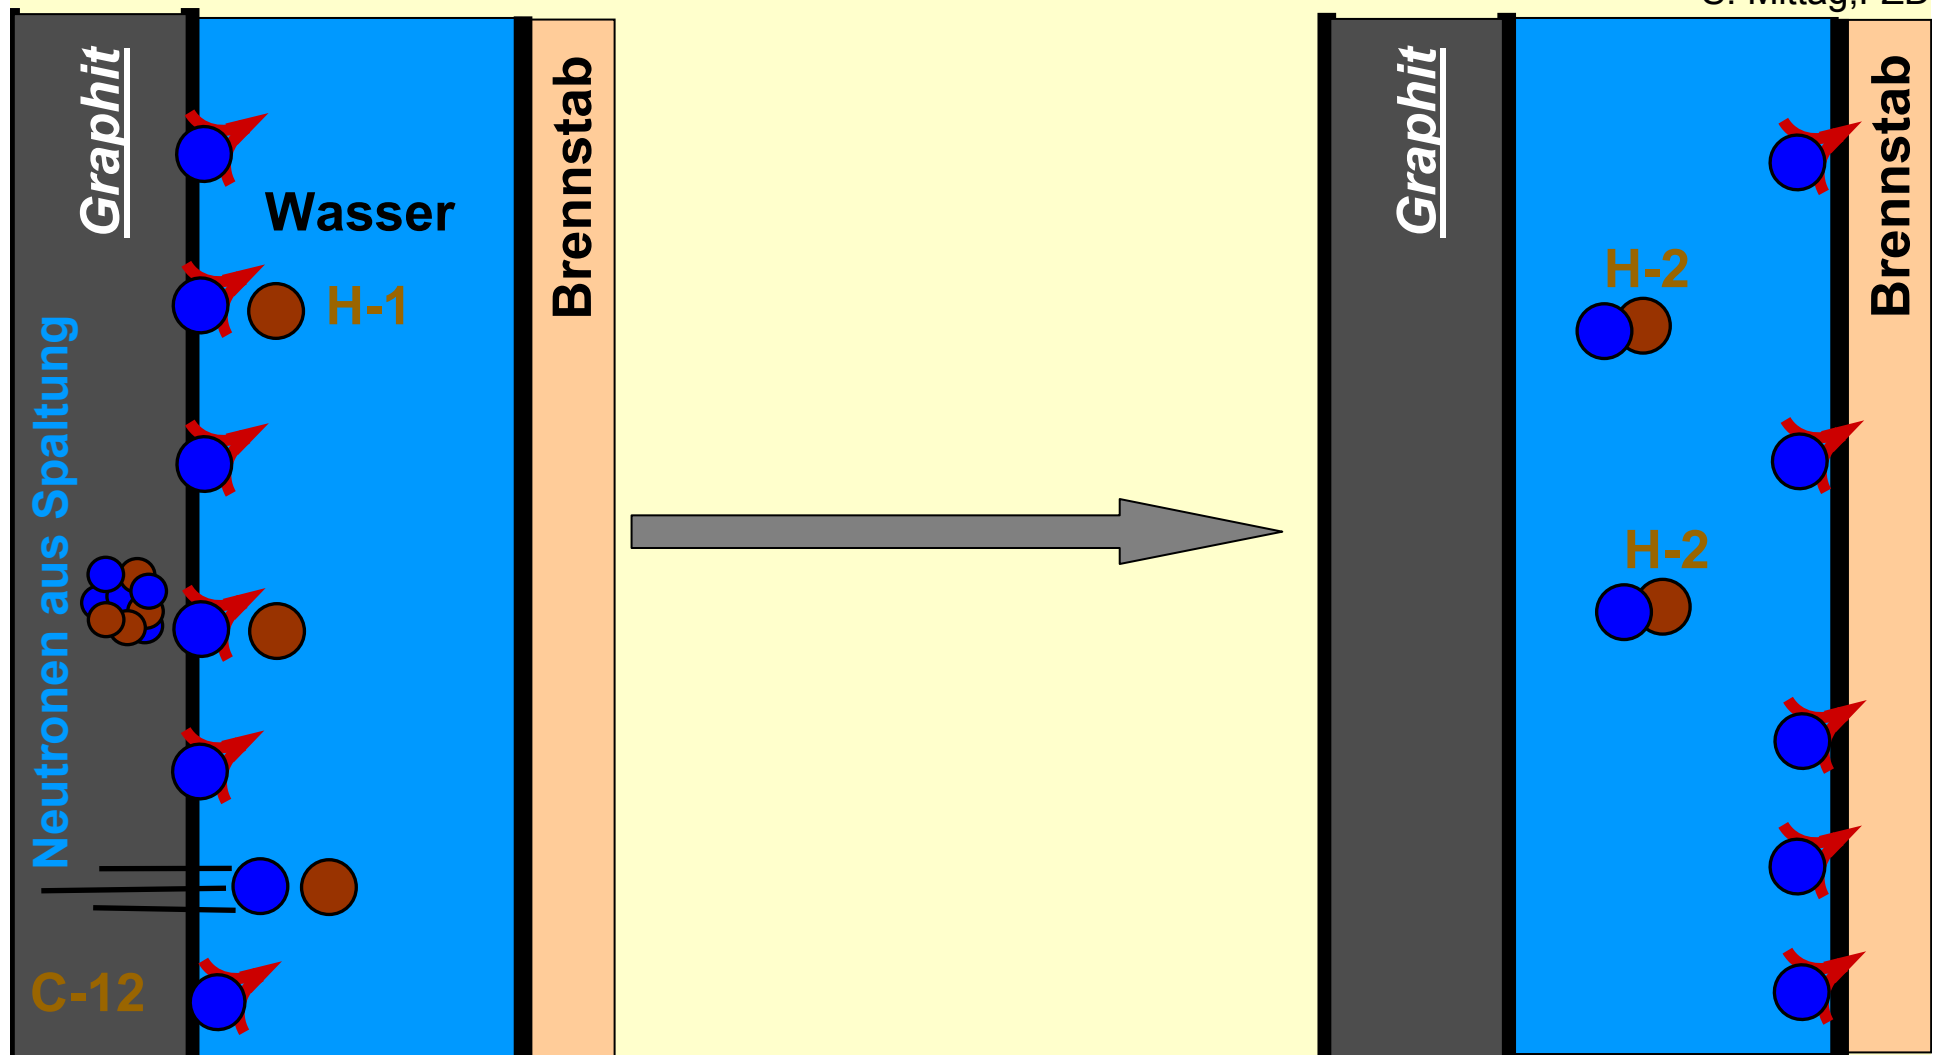 Graphit
Wasser
Brennstab
H-1
Neutronen aus Spaltung
C-12
Graphit
Brennstab
H-2
H-2